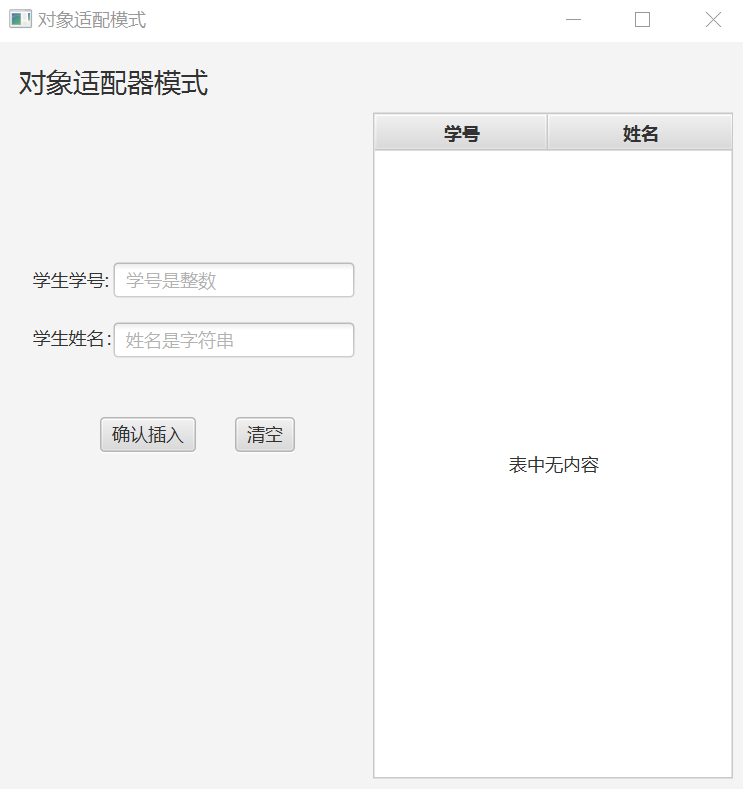 对象适配模式
对象适配器模式
学号 姓名
学生学号:
学号是整数
学生姓名:
姓名是字符串
确认插入 清空
表中无内容